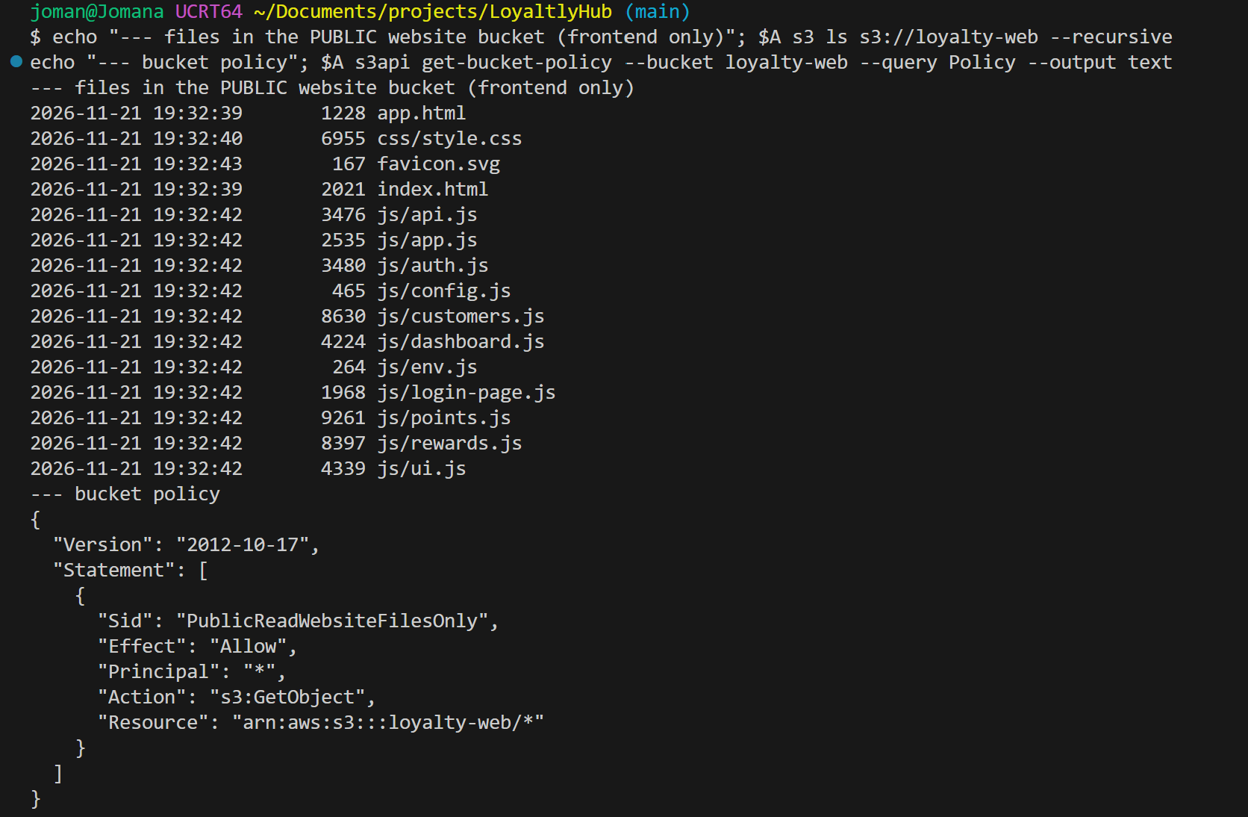 joman@Jomana UCRT64 ~/Documents/projects/LoyaltlyHub (main)
$ echo "--- files in the PUBLIC website bucket (frontend only)"; $A s3 ls s3://loyalty-web --recursive
echo "--- bucket policy"; $A s3api get-bucket-policy --bucket loyalty-web --query Policy --output text
--- files in the PUBLIC website bucket (frontend only)
2026-11-21 19:32:39       1228 app.html
2026-11-21 19:32:40       6955 css/style.css
2026-11-21 19:32:43        167 favicon.svg
2026-11-21 19:32:39       2021 index.html
2026-11-21 19:32:42       3476 js/api.js
2026-11-21 19:32:42       2535 js/app.js
2026-11-21 19:32:42       3480 js/auth.js
2026-11-21 19:32:42        465 js/config.js
2026-11-21 19:32:42       8630 js/customers.js
2026-11-21 19:32:42       4224 js/dashboard.js
2026-11-21 19:32:42        264 js/env.js
2026-11-21 19:32:42       1968 js/login-page.js
2026-11-21 19:32:42       9261 js/points.js
2026-11-21 19:32:42       8397 js/rewards.js
2026-11-21 19:32:42       4339 js/ui.js
--- bucket policy
{
  "Version": "2012-10-17",
  "Statement": [
    {
      "Sid": "PublicReadWebsiteFilesOnly",
      "Effect": "Allow",
      "Principal": "*",
      "Action": "s3:GetObject",
      "Resource": "arn:aws:s3:::loyalty-web/*"
    }
  ]
}